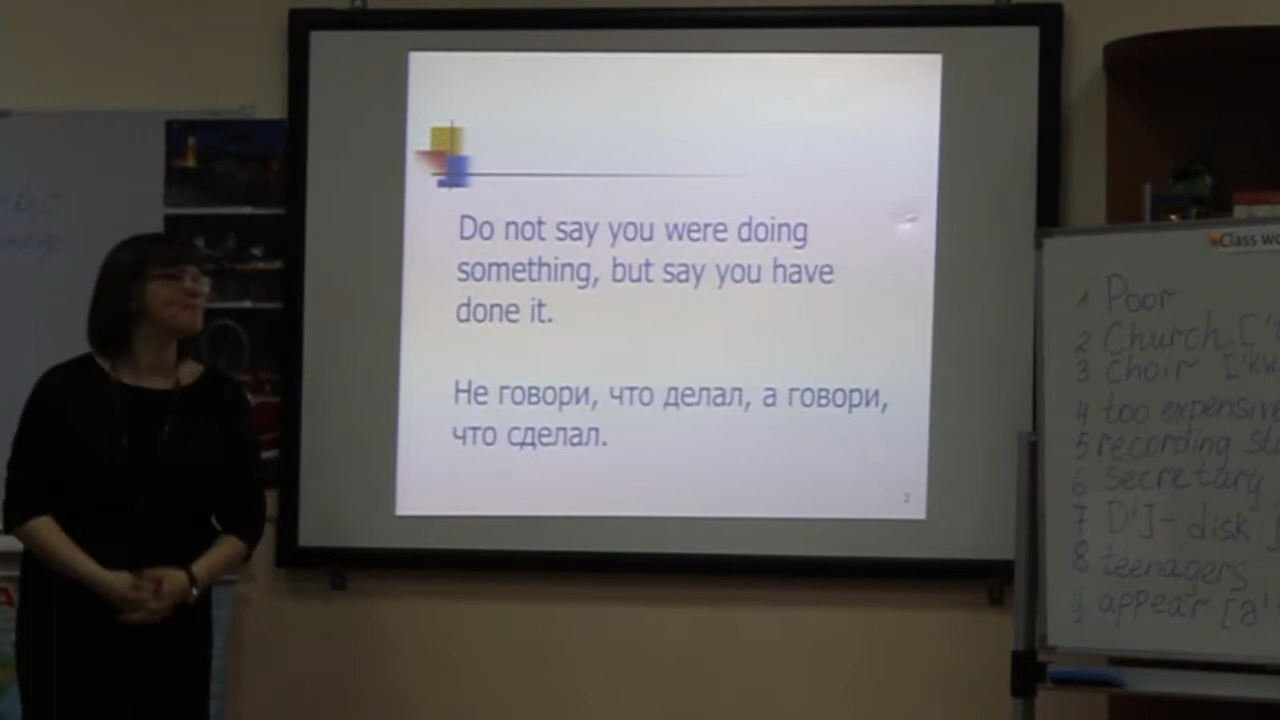 Do not say you were doing
something, but say you have
done it.
Не говори, что делал, а говори,
что сделал.
2
Class wo
1 Poor
2 Church ['
3 choir ['kw
4 too expensive
5 recording
6 secretary
7 DJ - disk
8 teenagers
9 appear [ə'